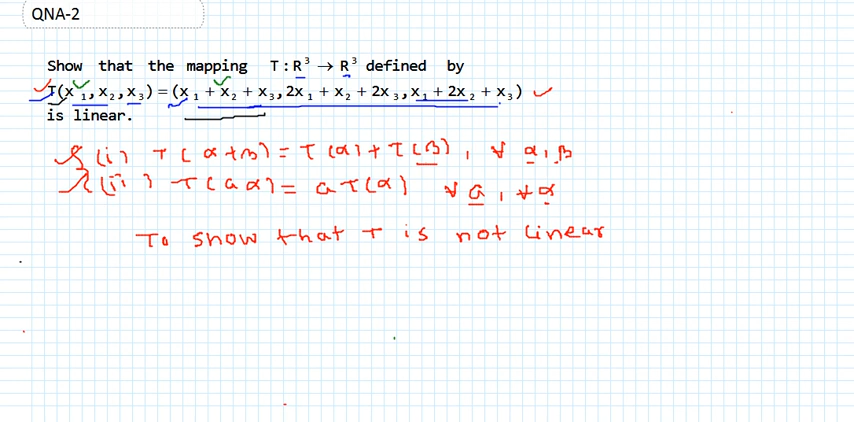 QNA-2
Show that the mapping T : R³ → R³ defined by
T(x₁, x₂, x₃) = (x₁ + x₂ + x₃, 2x₁ + x₂ + 2x₃, x₁ + 2x₂ + x₃)
is linear.
(i) T(α+β) = T(α) + T(β), ∀ α, β
(ii) T(aα) = aT(α) ∀ a, ∀ α
To show that T is not linear